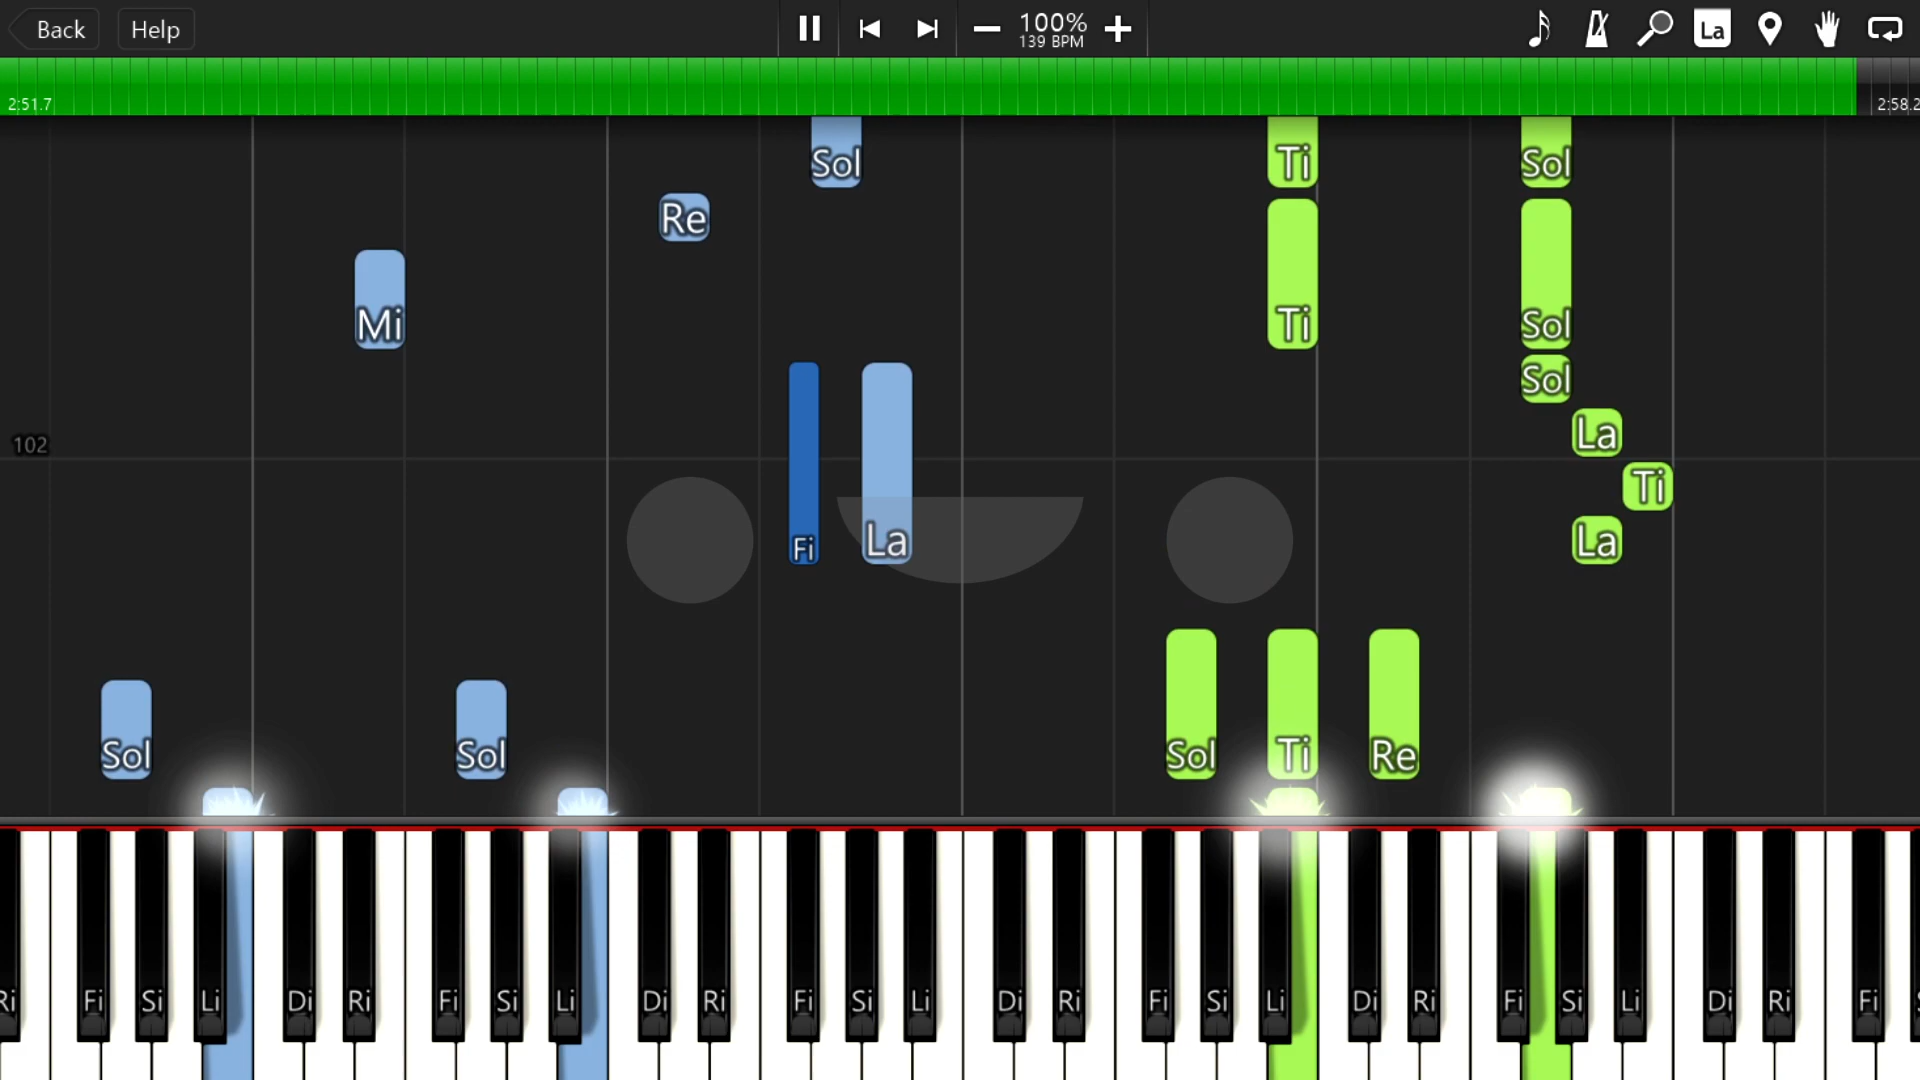 Back Help 100% La
139 BPM
2:51.7 2:58.2
Sol Ti Sol
Re
Mi Ti Sol
Sol
La
102
Ti
Fi La La
Sol Sol Sol Ti Re
Ri Fi Si Li Di Ri Fi Si Li Di Ri Fi Si Li Di Ri Fi Si Li Di Ri Fi Si Li Di Ri Fi